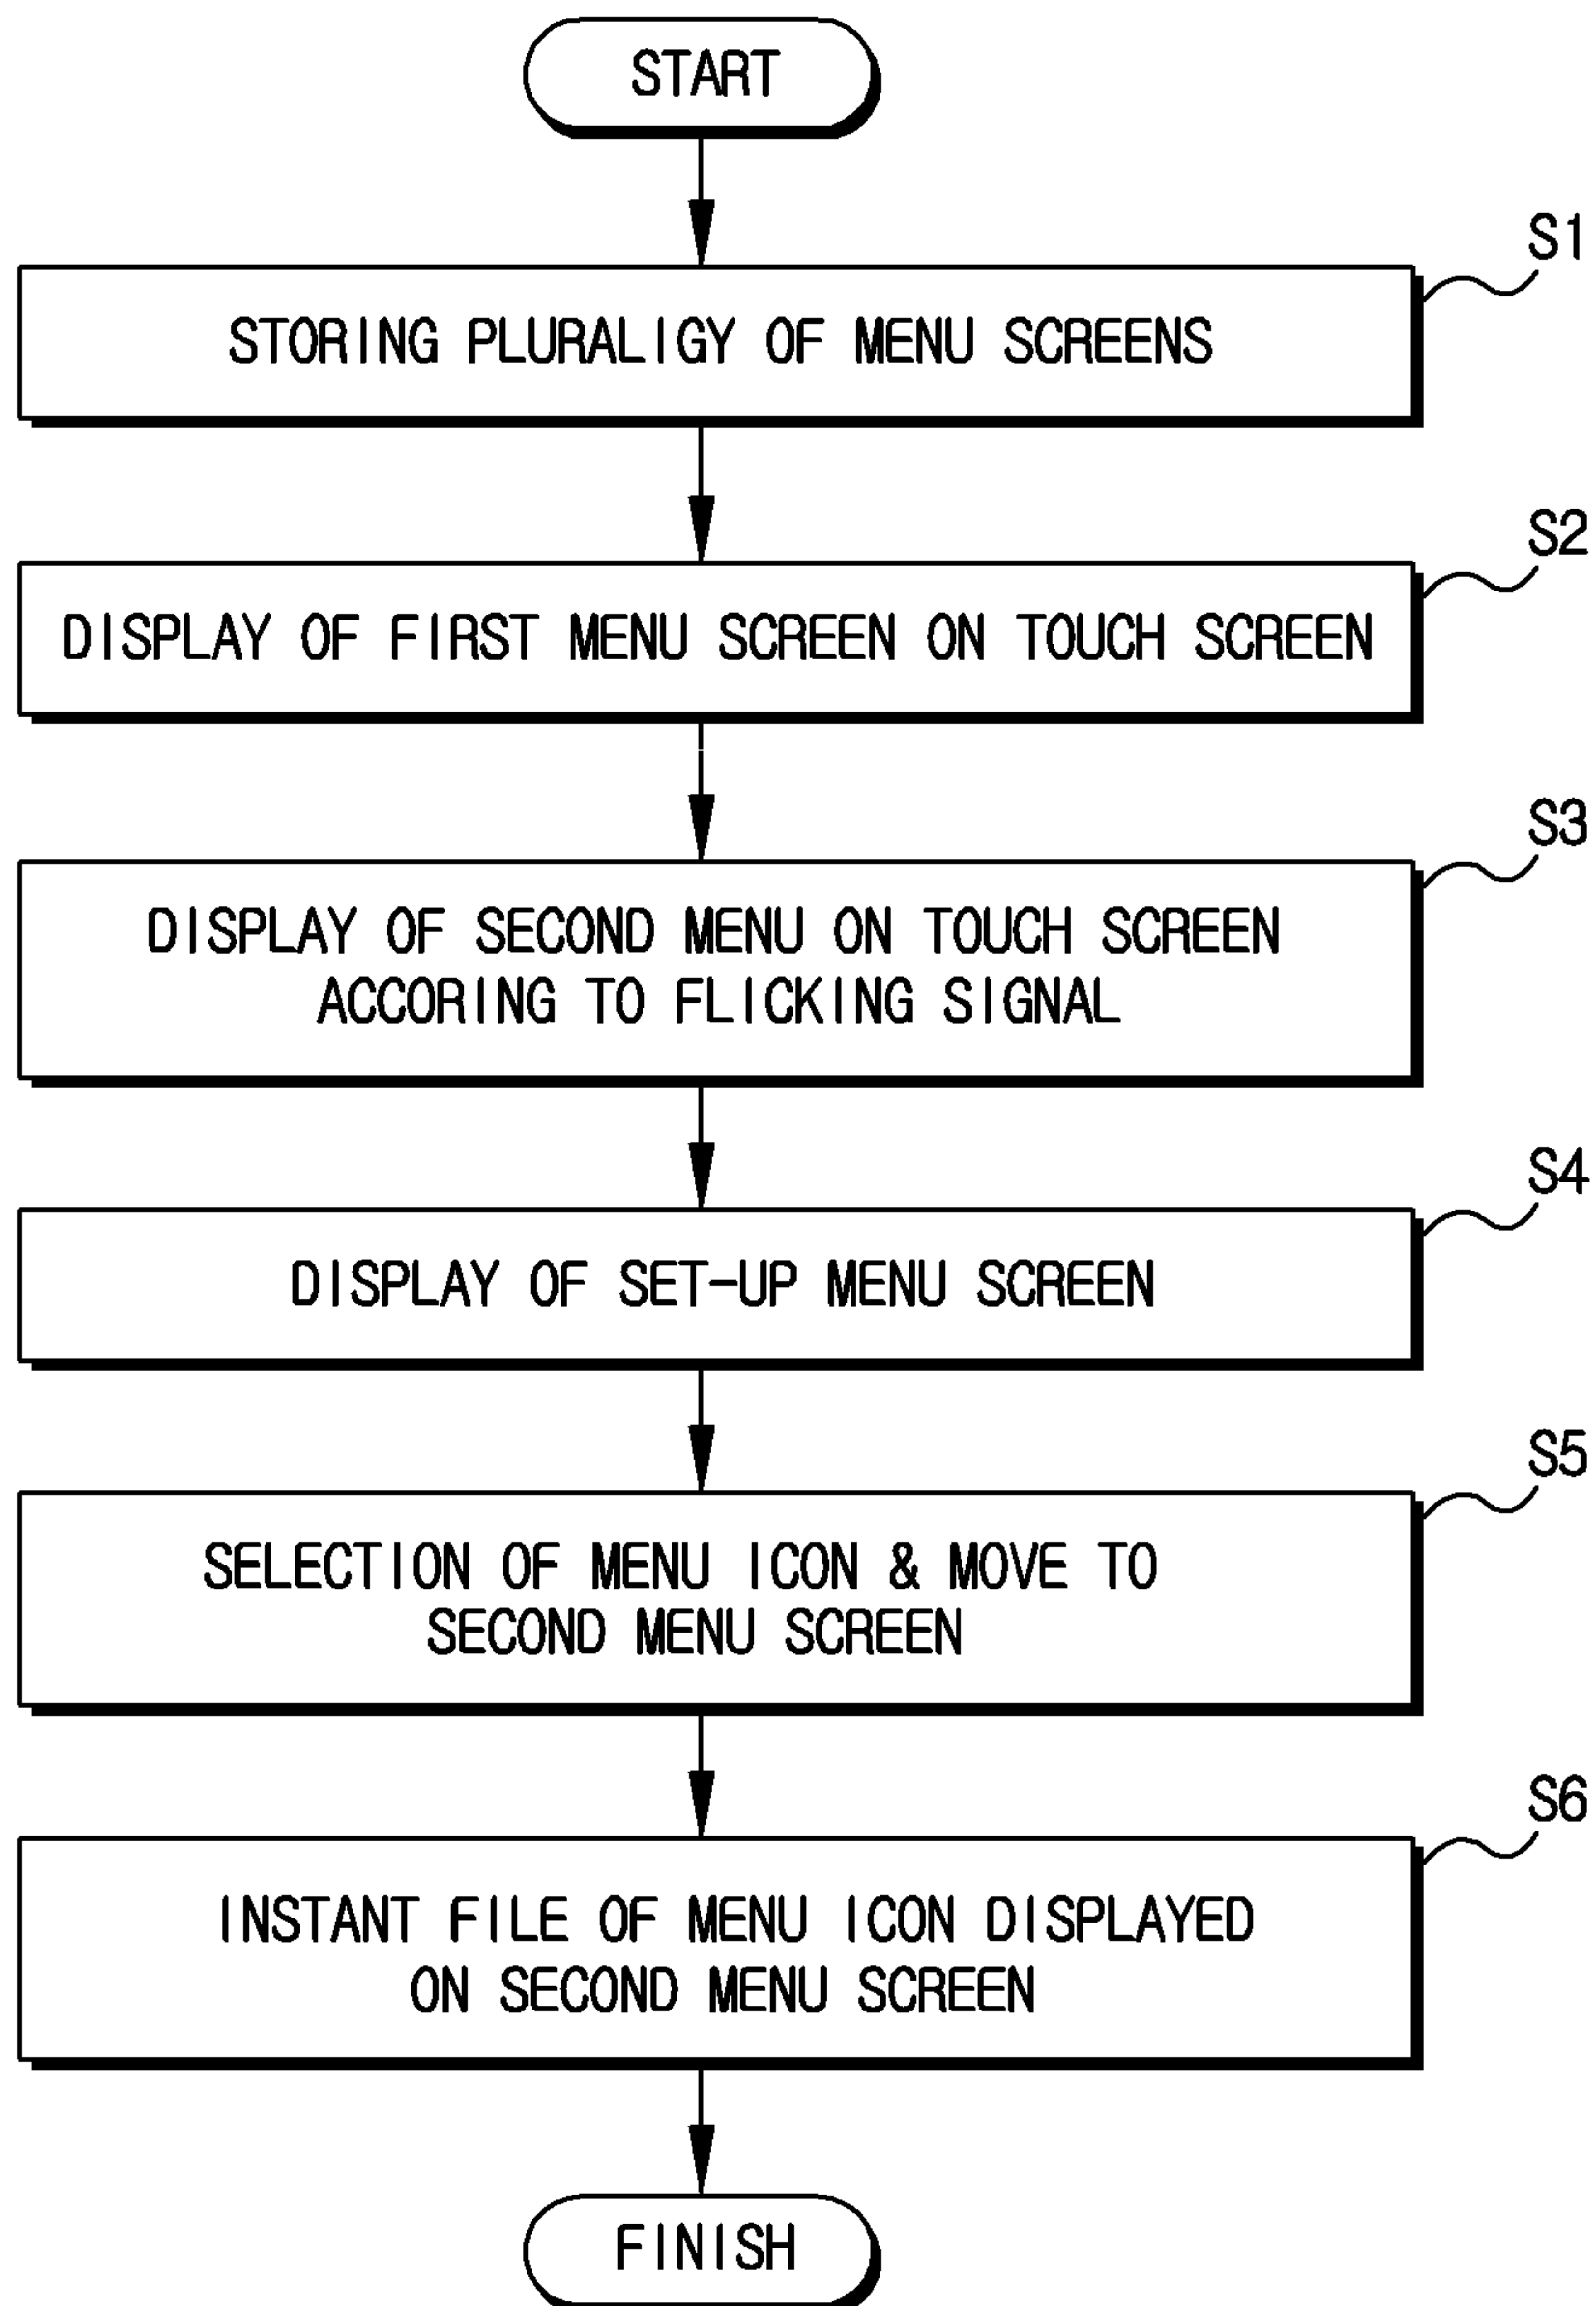 START
S1
STORING PLURALIGY OF MENU SCREENS
S2
DISPLAY OF FIRST MENU SCREEN ON TOUCH SCREEN
S3
DISPLAY OF SECOND MENU ON TOUCH SCREEN
ACCORING TO FLICKING SIGNAL
S4
DISPLAY OF SET-UP MENU SCREEN
S5
SELECTION OF MENU ICON & MOVE TO
SECOND MENU SCREEN
S6
INSTANT FILE OF MENU ICON DISPLAYED
ON SECOND MENU SCREEN
FINISH